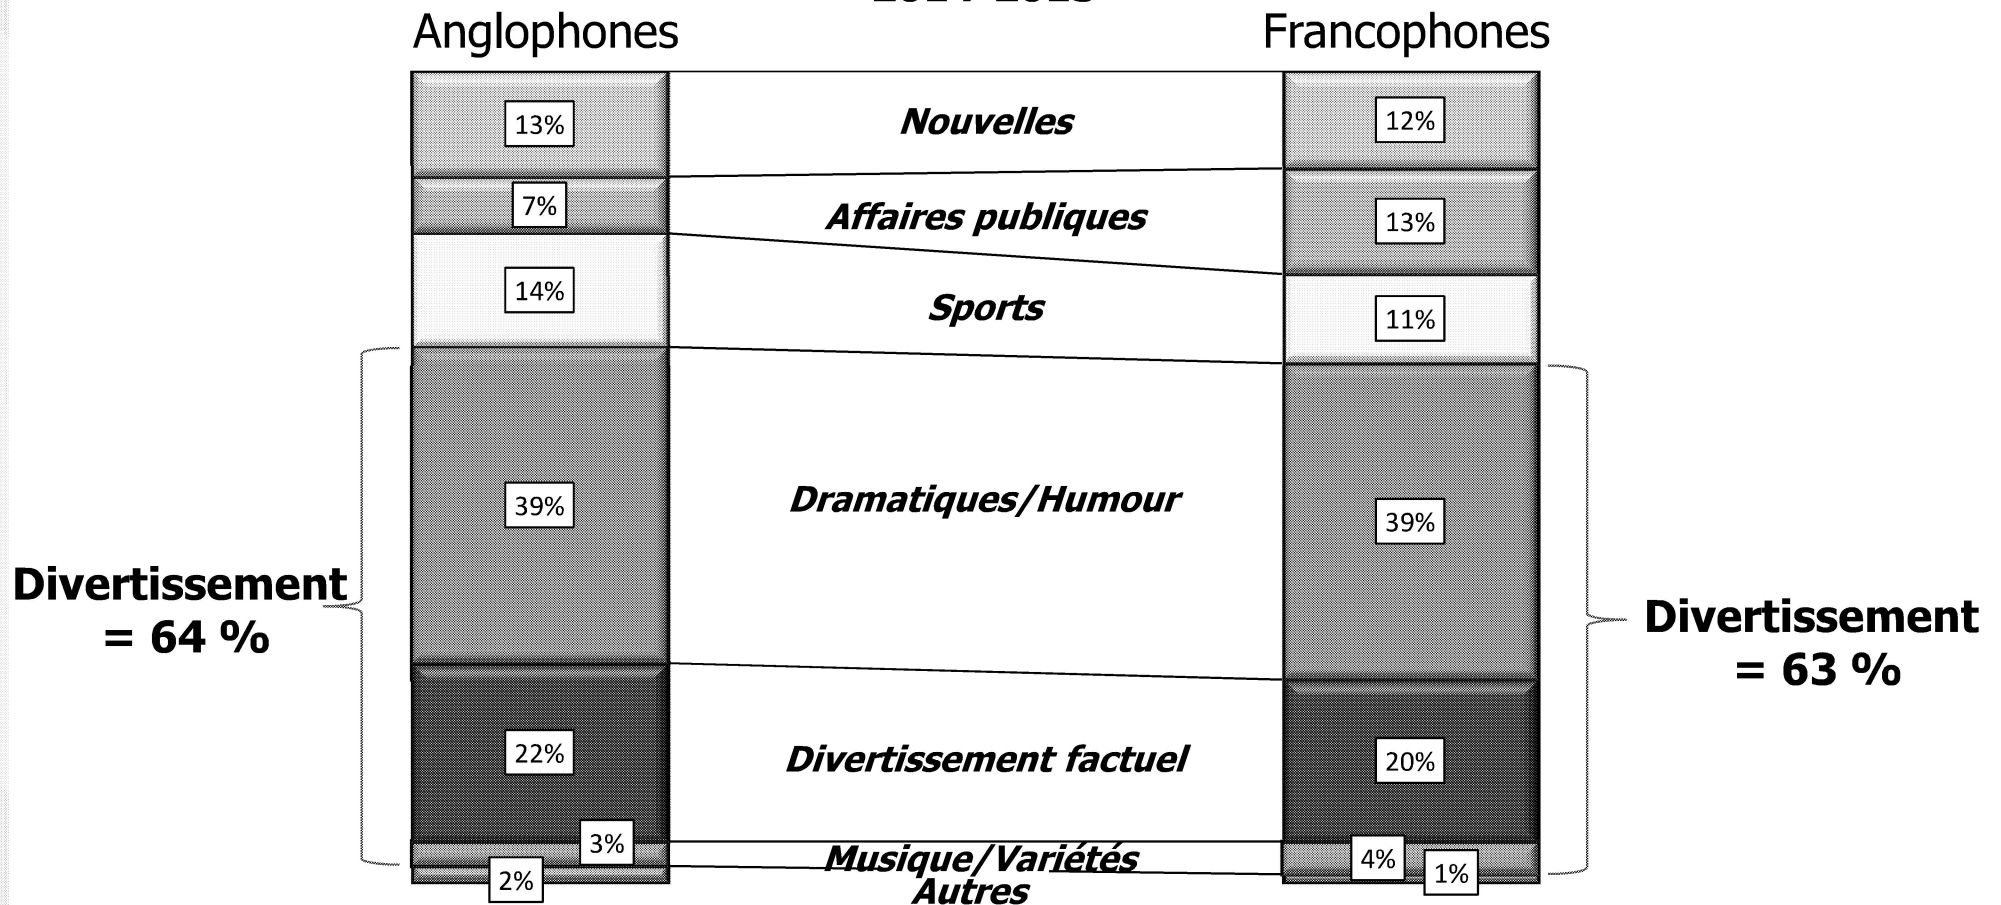 Anglophones
Francophones
13%
Nouvelles
12%
7%
Affaires publiques
13%
14%
Sports
11%
39%
Dramatiques/Humour
39%
Divertissement
= 64 %
Divertissement
= 63 %
22%
Divertissement factuel
20%
3%
Musique/Variétés
4%
1%
2%
Autres